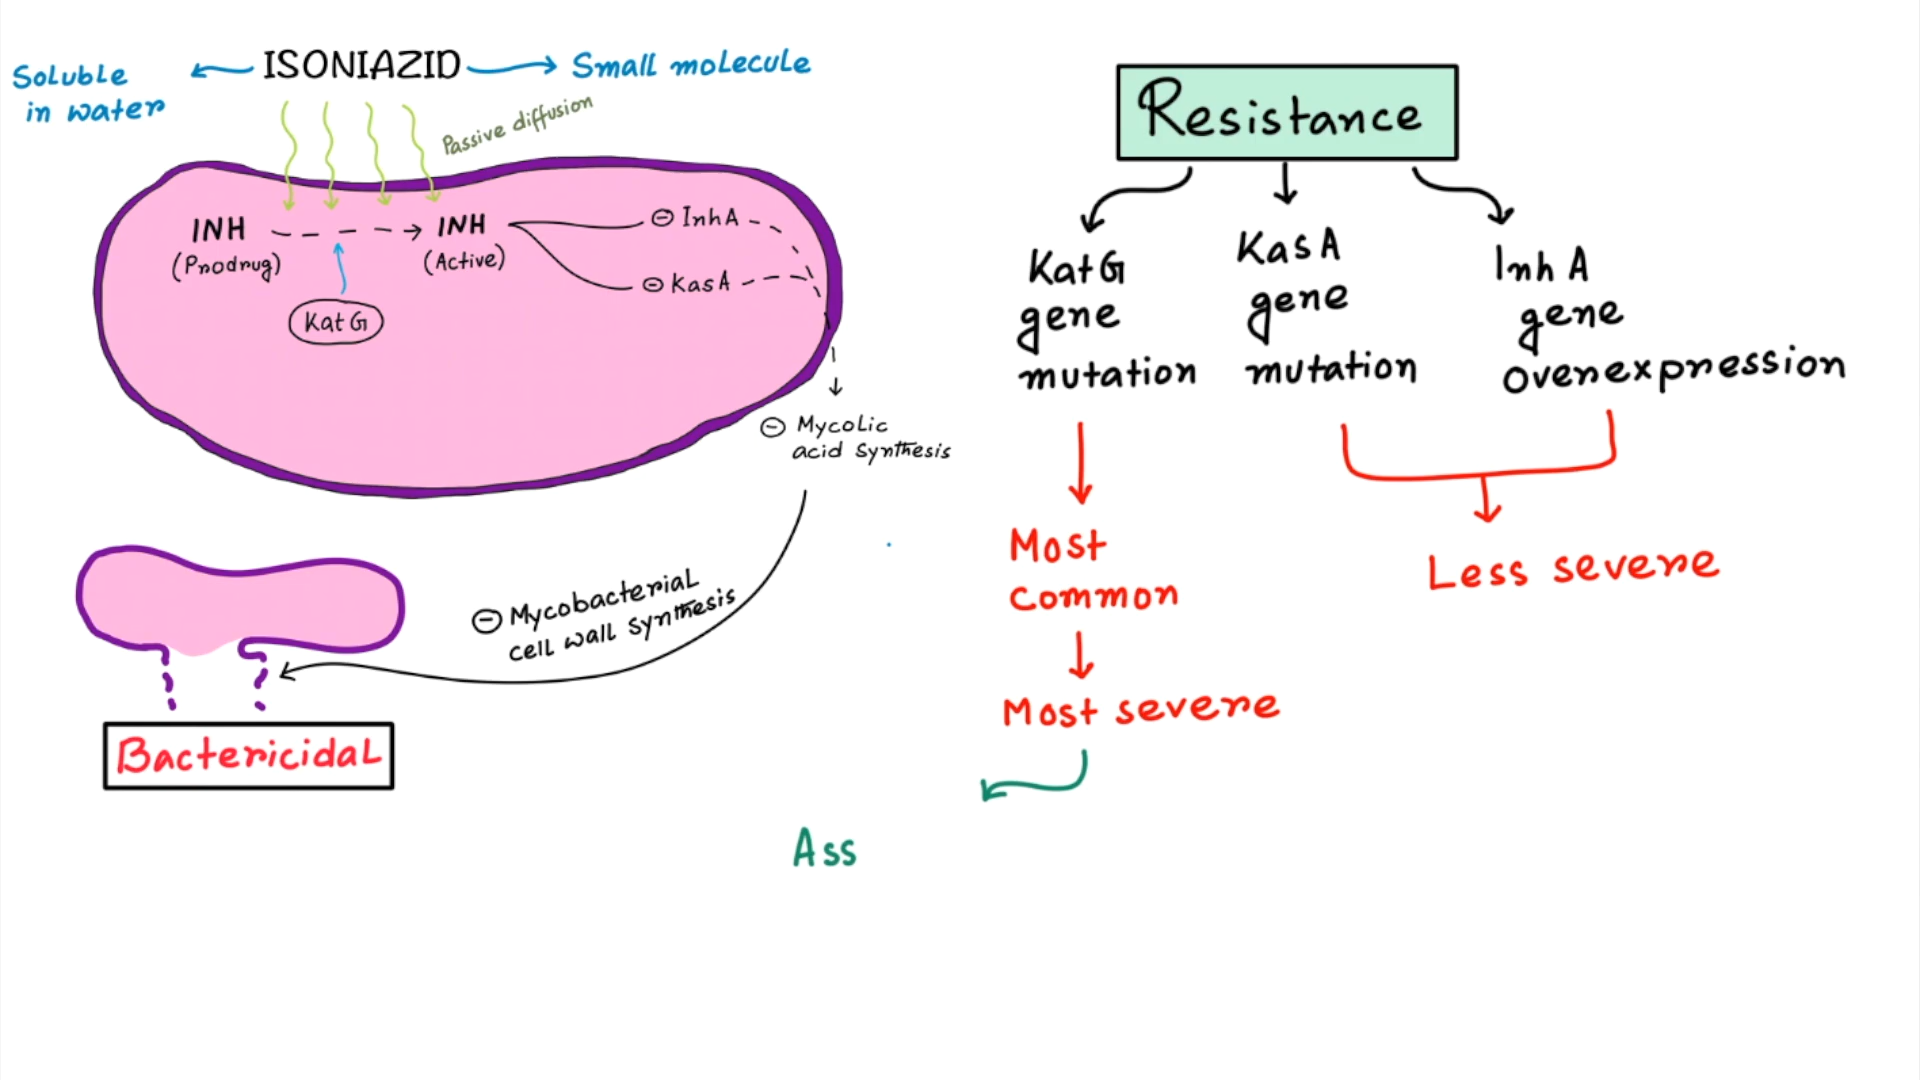 Soluble
in water
ISONIAZID
Small molecule
Passive diffusion
INH
(Prodrug)
INH
(Active)
KatG
⊖ InhA
⊖ KasA
⊖ Mycolic
acid synthesis
⊖ Mycobacterial
cell wall synthesis
Bactericidal
Resistance
KatG
gene
mutation
KasA
gene
mutation
InhA
gene
overexpression
Most
common
Most severe
Less severe
Ass